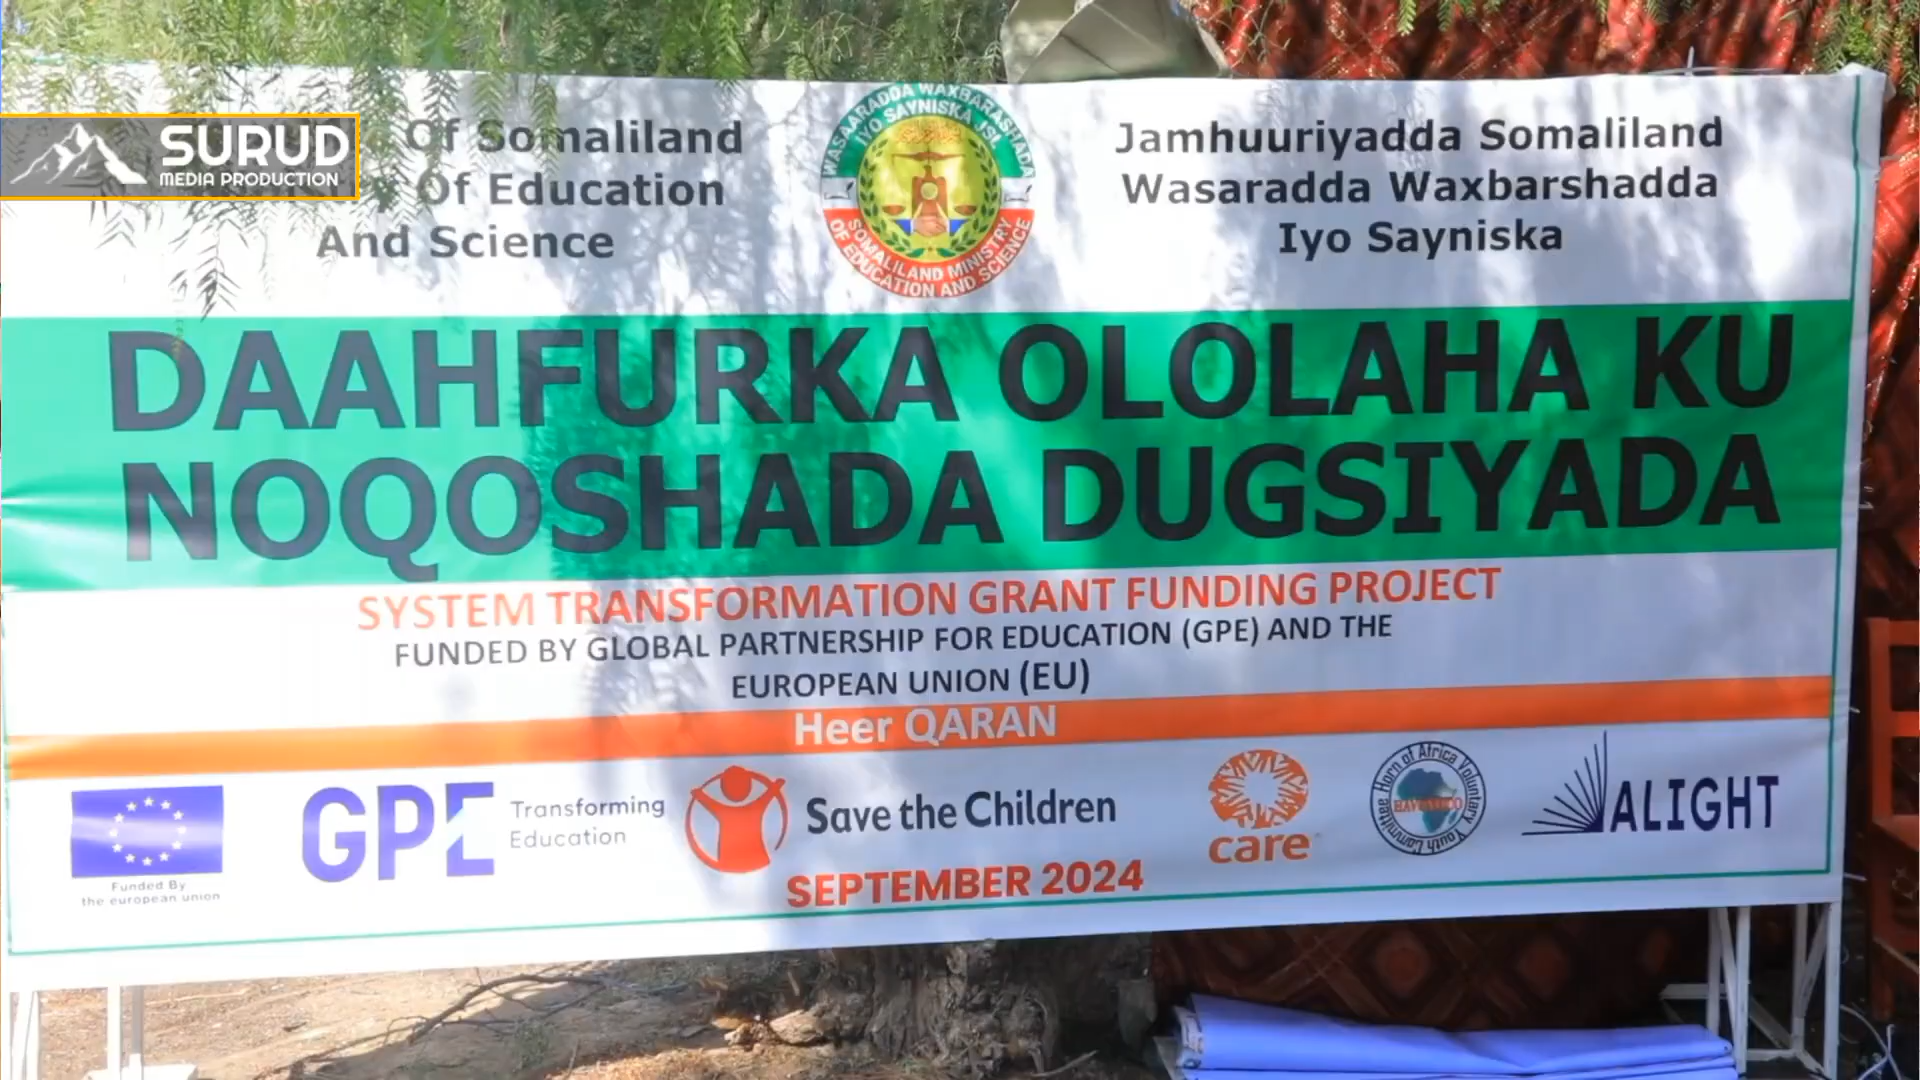 SURUD
MEDIA PRODUCTION
Of Somaliland
Of Education
And Science
WASAARADDA WAXBARASHADA
IYO SAYNISKA JSL
SOMALILAND MINISTRY
OF EDUCATION AND SCIENCE
Jamhuuriyadda Somaliland
Wasaradda Waxbarshadda
Iyo Sayniska
DAAHFURKA OLOLAHA KU
NOQOSHADA DUGSIYADA
SYSTEM TRANSFORMATION GRANT FUNDING PROJECT
FUNDED BY GLOBAL PARTNERSHIP FOR EDUCATION (GPE) AND THE
EUROPEAN UNION (EU)
Heer QARAN
Funded By
the european union
GPE
Transforming
Education
Save the Children
care
Horn of Africa Voluntary Youth Committee
HAVOYOCO
ALIGHT
SEPTEMBER 2024